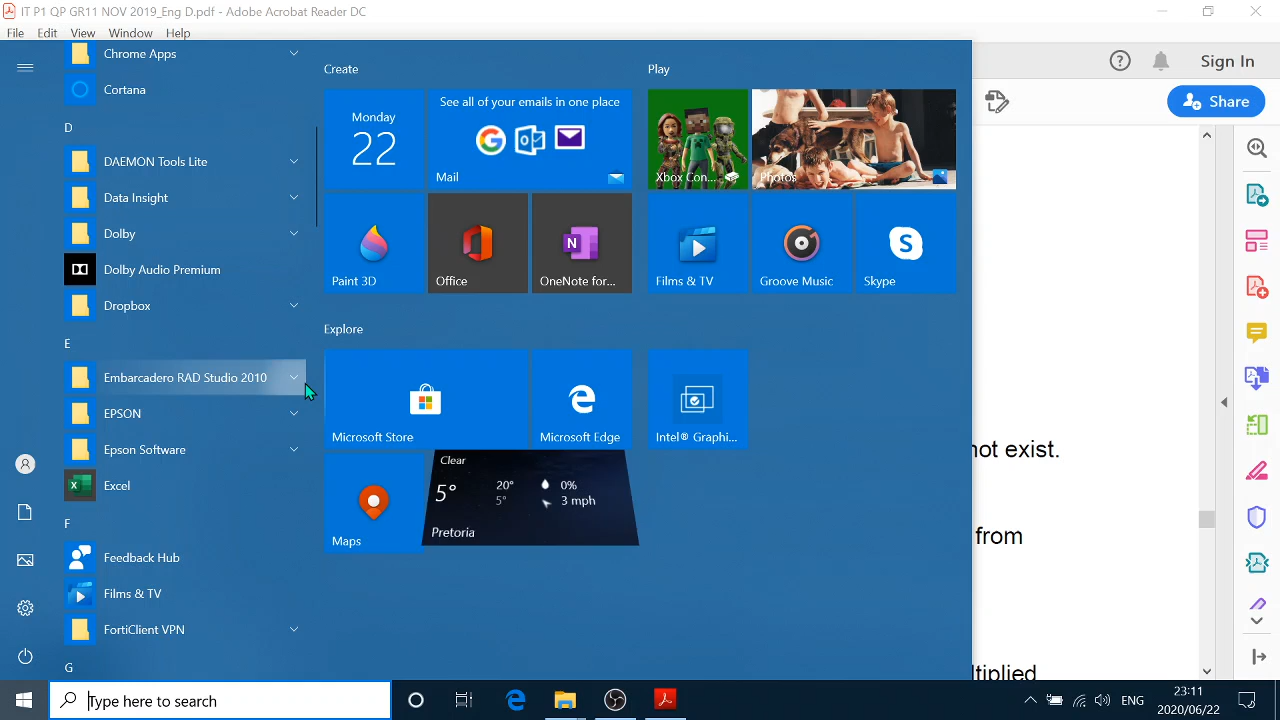 IT P1 QP GR11 NOV 2019_Eng D.pdf - Adobe Acrobat Reader DC
File Edit View Window Help
Sign In
Share
Chrome Apps
Cortana
D
DAEMON Tools Lite
Data Insight
Dolby
Dolby Audio Premium
Dropbox
E
Embarcadero RAD Studio 2010
EPSON
Epson Software
Excel
F
Feedback Hub
Films & TV
FortiClient VPN
G
Create
Monday
22
See all of your emails in one place
Mail
Paint 3D
Office
OneNote for...
Play
Xbox Con...
Photos
Films & TV
Groove Music
Skype
Explore
Microsoft Store
Microsoft Edge
Intel® Graphi...
Maps
Clear
5° 20° 0%
5° 3 mph
Pretoria
not exist.
from
tiplied
Type here to search
ENG
23:11
2020/06/22